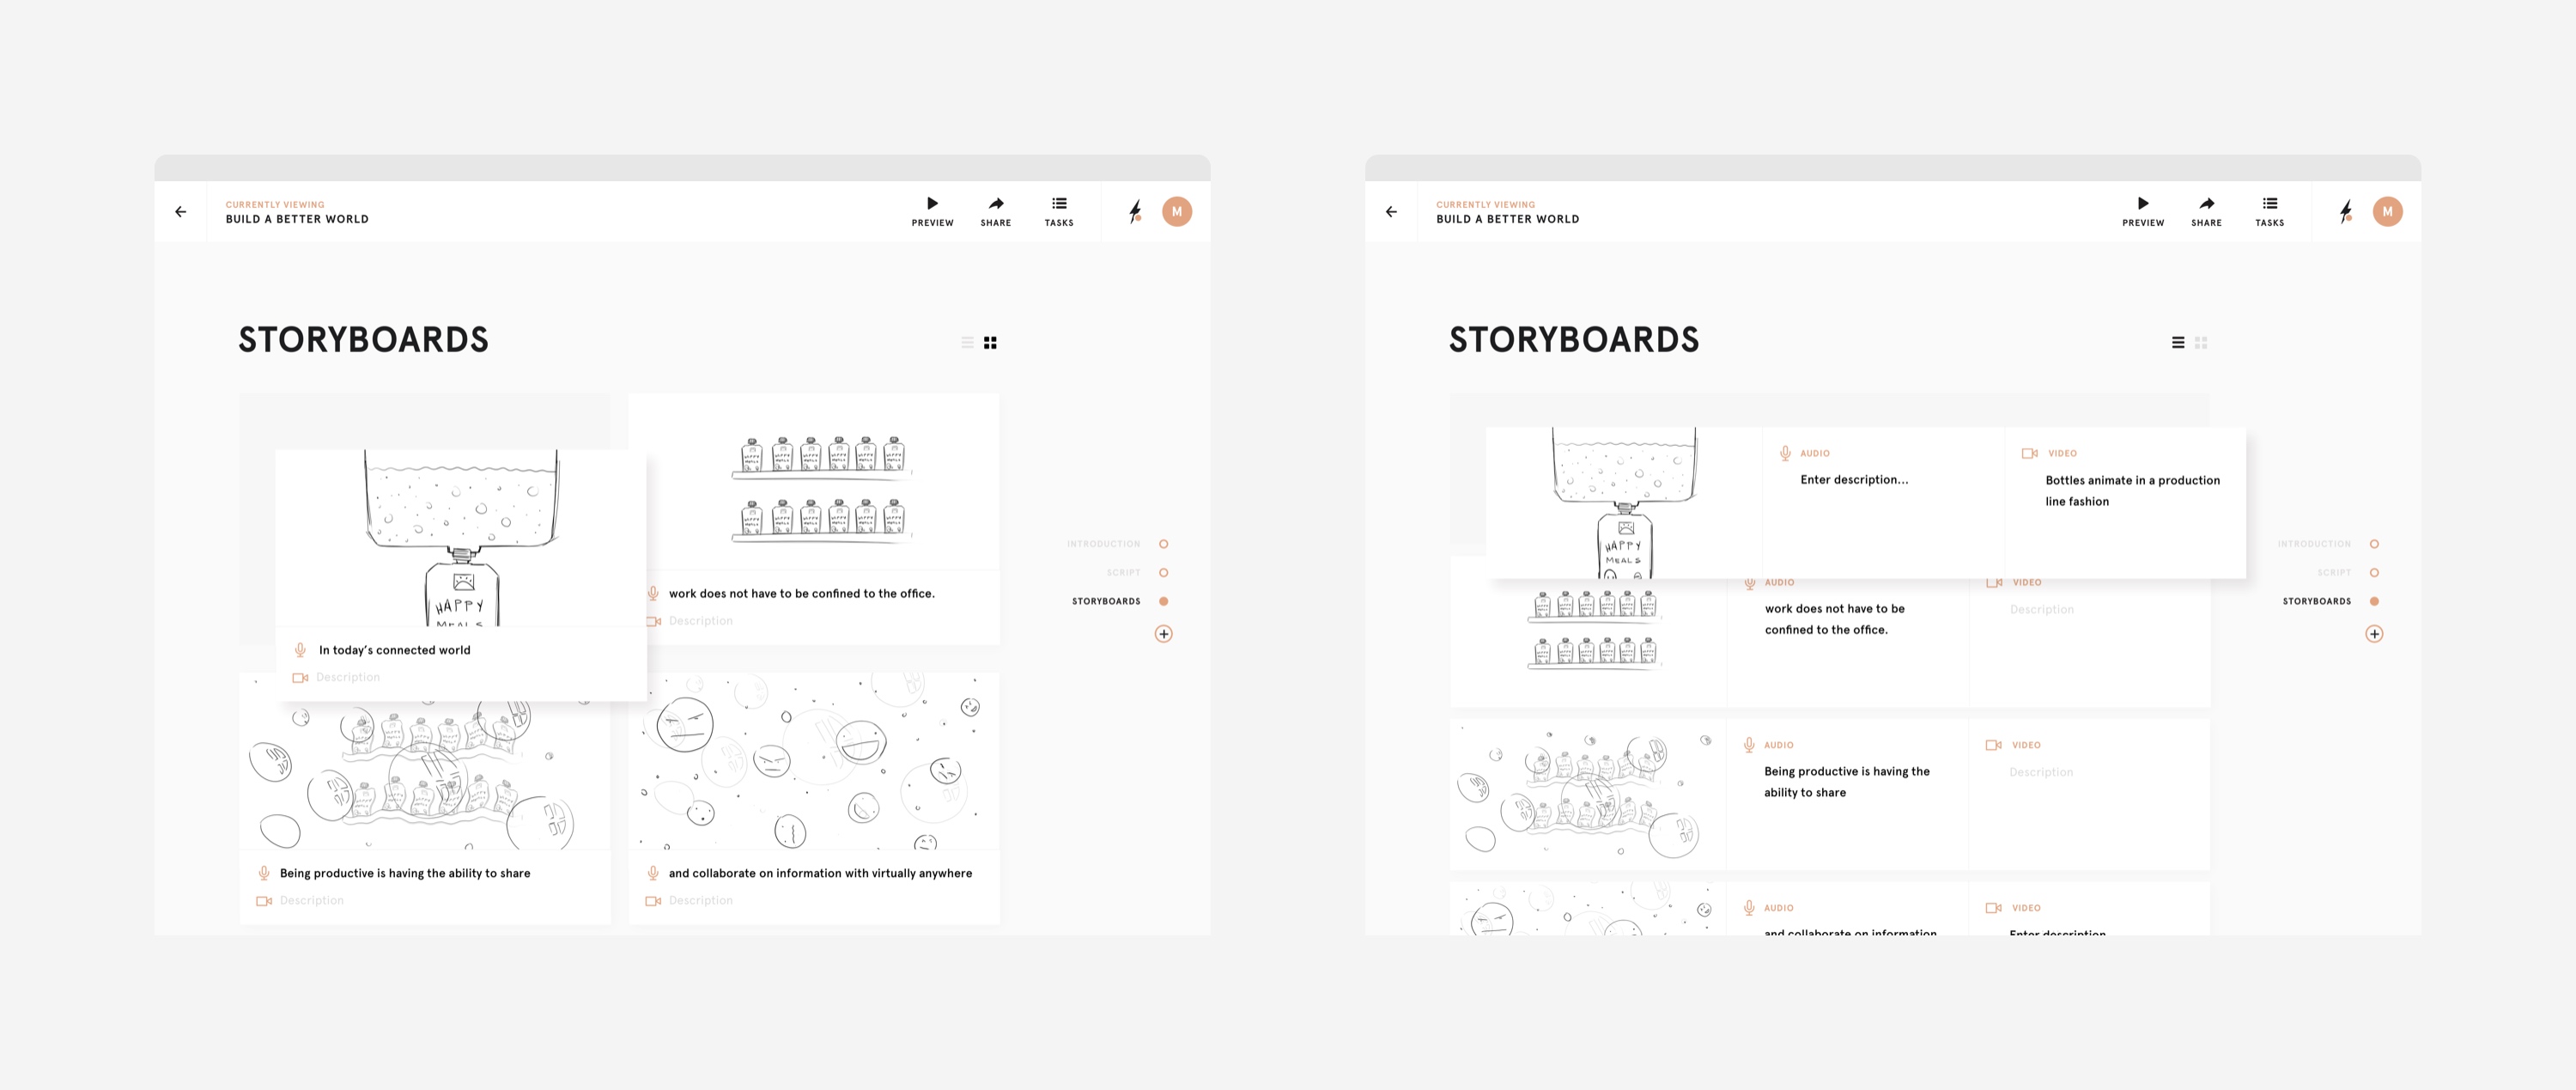 CURRENTLY VIEWING
BUILD A BETTER WORLD
PREVIEW
SHARE
TASKS
M
STORYBOARDS
HAPPY
MEALS
In today's connected world
Description
work does not have to be confined to the office.
Description
Being productive is having the ability to share
Description
and collaborate on information with virtually anywhere
Description
INTRODUCTION
SCRIPT
STORYBOARDS
CURRENTLY VIEWING
BUILD A BETTER WORLD
PREVIEW
SHARE
TASKS
M
STORYBOARDS
HAPPY
MEALS
AUDIO
Enter description...
VIDEO
Bottles animate in a production
line fashion
AUDIO
work does not have to be
confined to the office.
VIDEO
Description
AUDIO
Being productive is having the
ability to share
VIDEO
Description
AUDIO
and collaborate on information
VIDEO
Enter description
INTRODUCTION
SCRIPT
STORYBOARDS